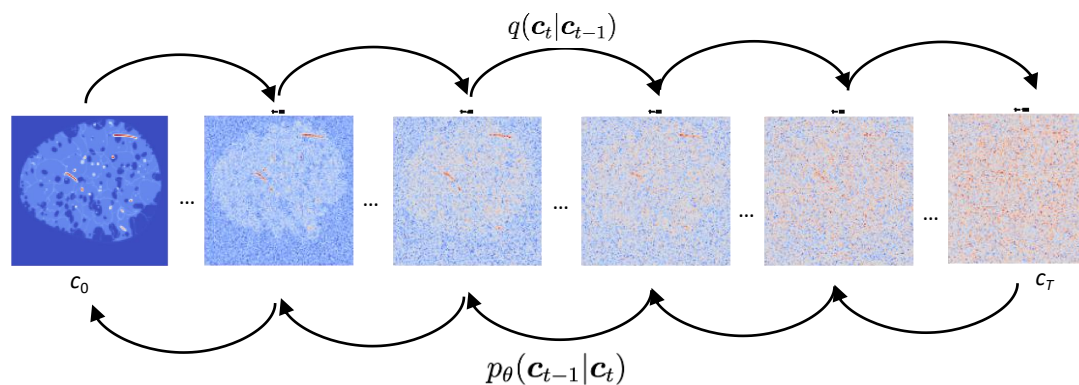 q(c_t|c_{t-1})
... ... ... ... ...
c_0 c_T
p_θ(c_{t-1}|c_t)